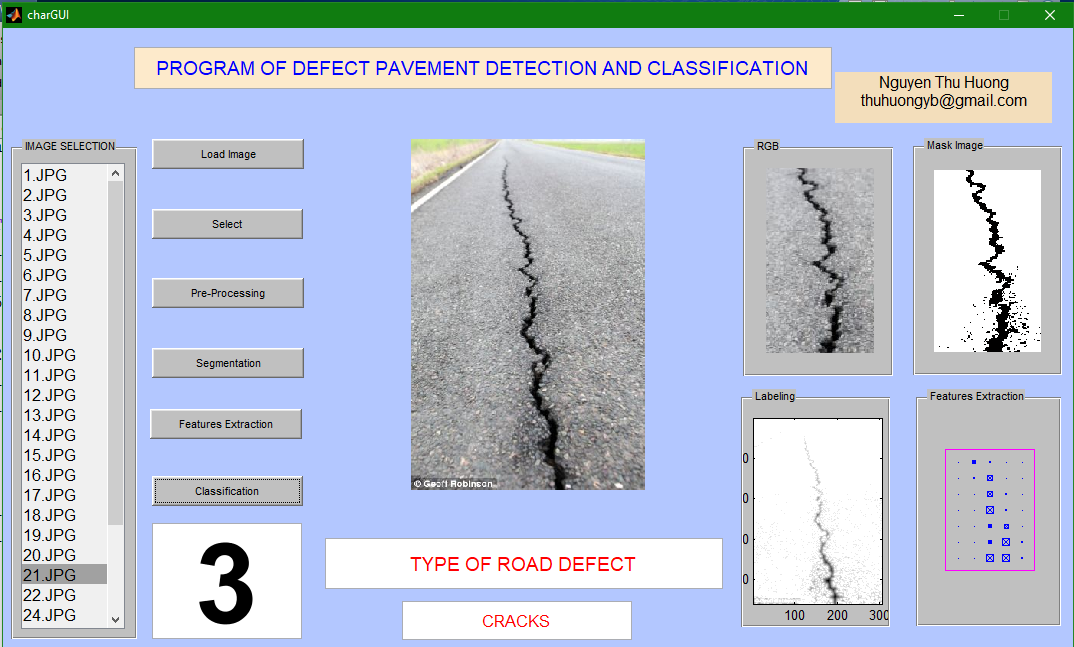 charGUI
PROGRAM OF DEFECT PAVEMENT DETECTION AND CLASSIFICATION
Nguyen Thu Huong
thuhuongyb@gmail.com
IMAGE SELECTION
1.JPG
2.JPG
3.JPG
4.JPG
5.JPG
6.JPG
7.JPG
8.JPG
9.JPG
10.JPG
11.JPG
12.JPG
13.JPG
14.JPG
15.JPG
16.JPG
17.JPG
18.JPG
19.JPG
20.JPG
21.JPG
22.JPG
24.JPG
Load Image
Select
Pre-Processing
Segmentation
Features Extraction
Classification
3
© Geoff Robinson
TYPE OF ROAD DEFECT
CRACKS
RGB
Mask Image
Labeling
0
0
0
0
100 200 300
Features Extraction